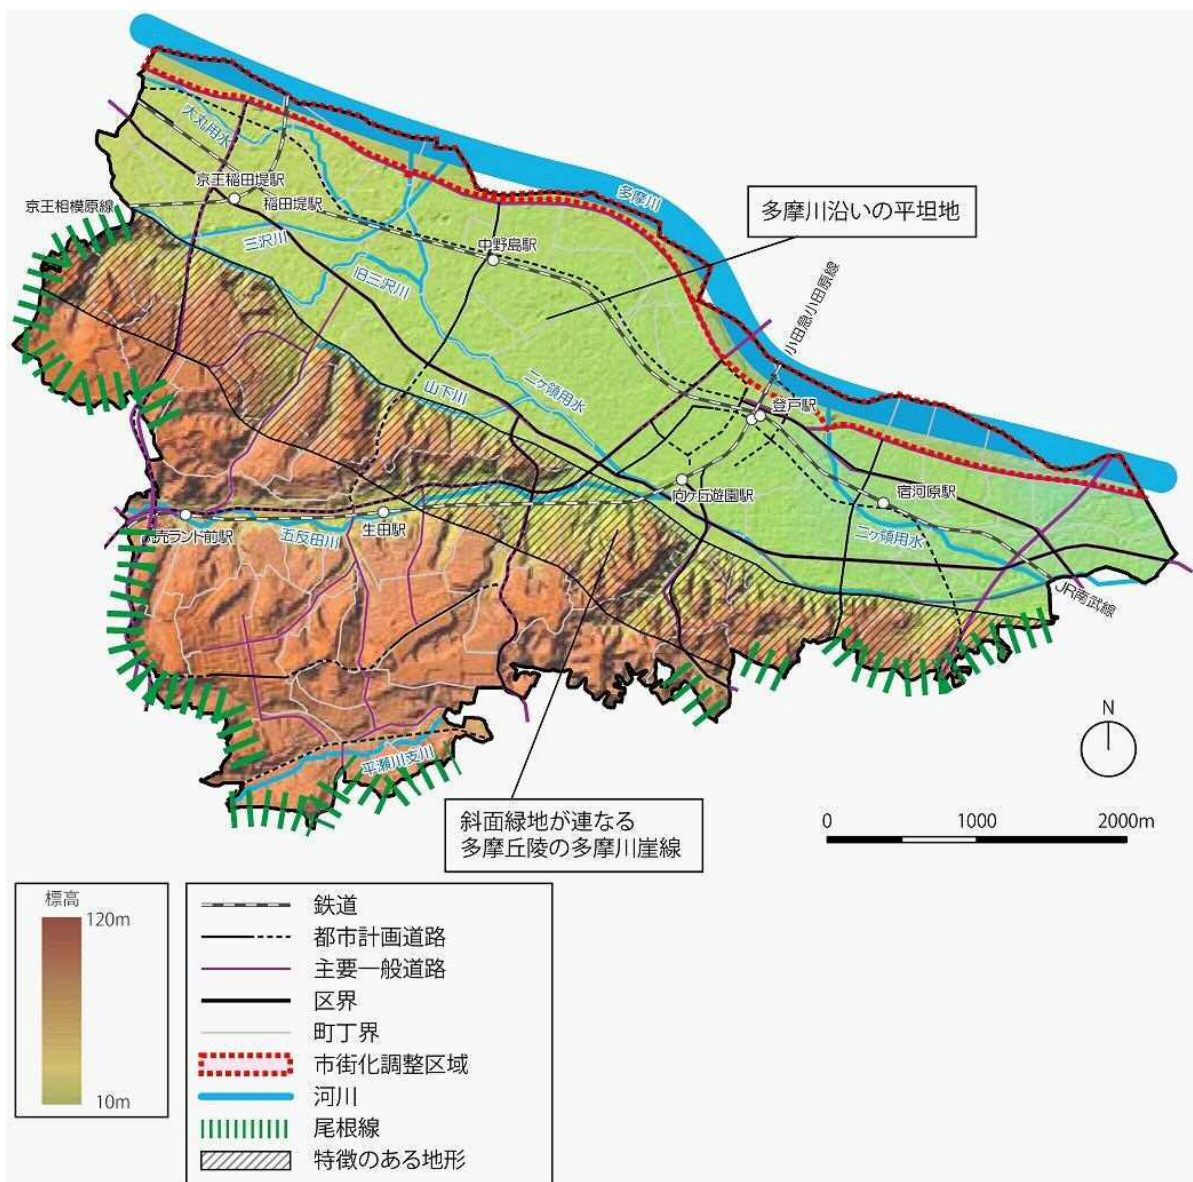 大丸用水
京王稲田堤駅
稲田堤駅
京王相模原線
三沢川
中野島駅
旧三沢川
多摩川
多摩川沿いの平坦地
小田急小田原線
二ヶ領用水
山下川
登戸駅
向ヶ丘遊園駅
宿河原駅
読売ランド前駅
五反田川
生田駅
二ヶ領用水
JR南武線
平瀬川支川
N
斜面緑地が連なる
多摩丘陵の多摩川崖線
0 1000 2000m
標高
120m
10m
鉄道
都市計画道路
主要一般道路
区界
町丁界
市街化調整区域
河川
尾根線
特徴のある地形